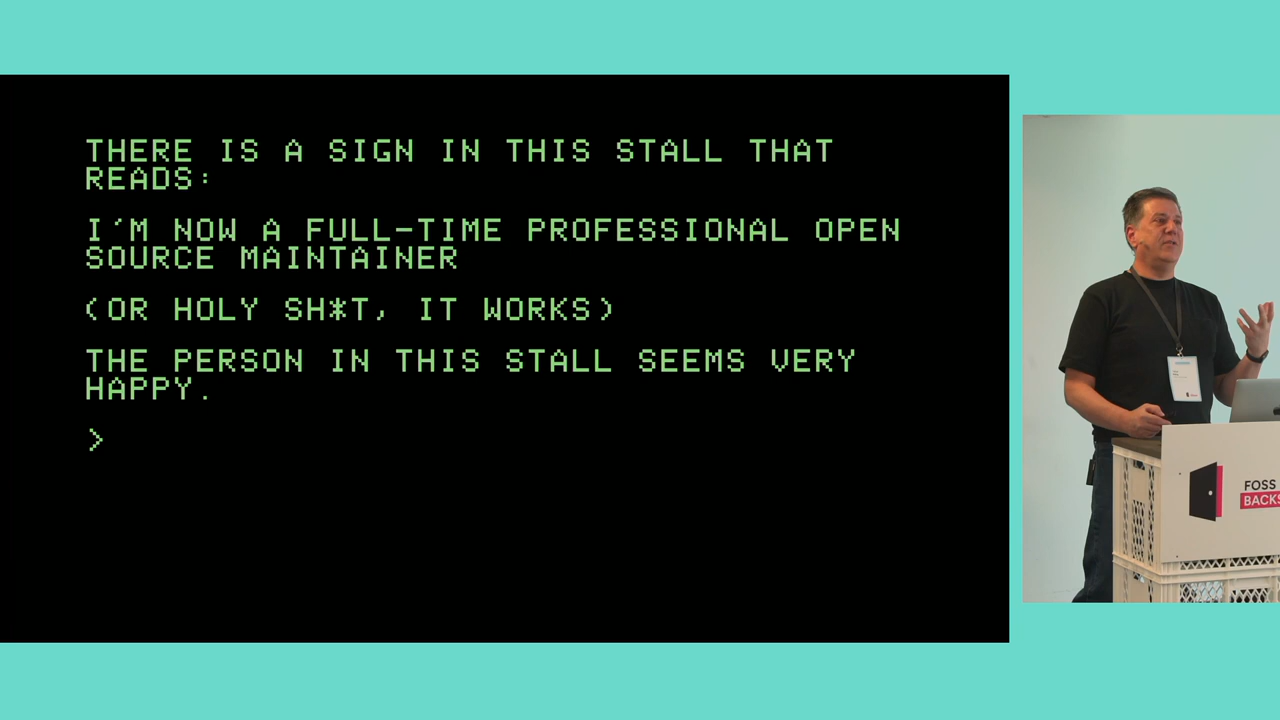 THERE IS A SIGN IN THIS STALL THAT
READS:
I'M NOW A FULL-TIME PROFESSIONAL OPEN
SOURCE MAINTAINER
(OR HOLY SH*T, IT WORKS)
THE PERSON IN THIS STALL SEEMS VERY
HAPPY.
>
FOSS
BACKS